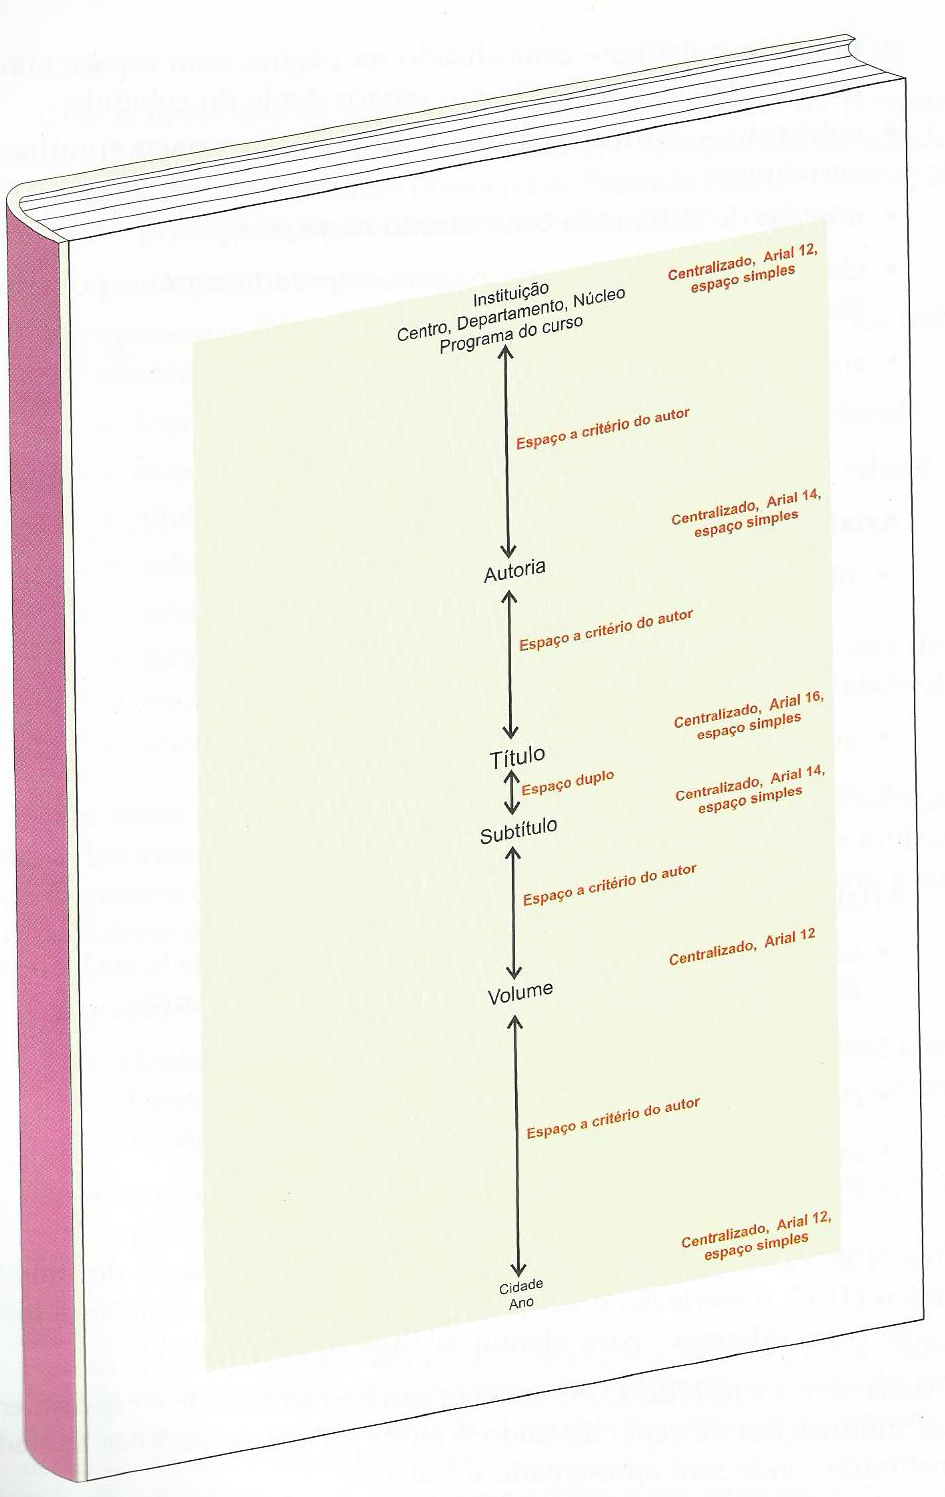 Centralizado, Arial 12,
espaço simples
Instituição
Centro, Departamento, Núcleo
Programa do curso
Espaço a critério do autor
Centralizado, Arial 14,
espaço simples
Autoria
Espaço a critério do autor
Centralizado, Arial 16,
espaço simples
Título
Espaço duplo
Centralizado, Arial 14,
espaço simples
Subtítulo
Espaço a critério do autor
Centralizado, Arial 12
Volume
Espaço a critério do autor
Centralizado, Arial 12,
espaço simples
Cidade
Ano